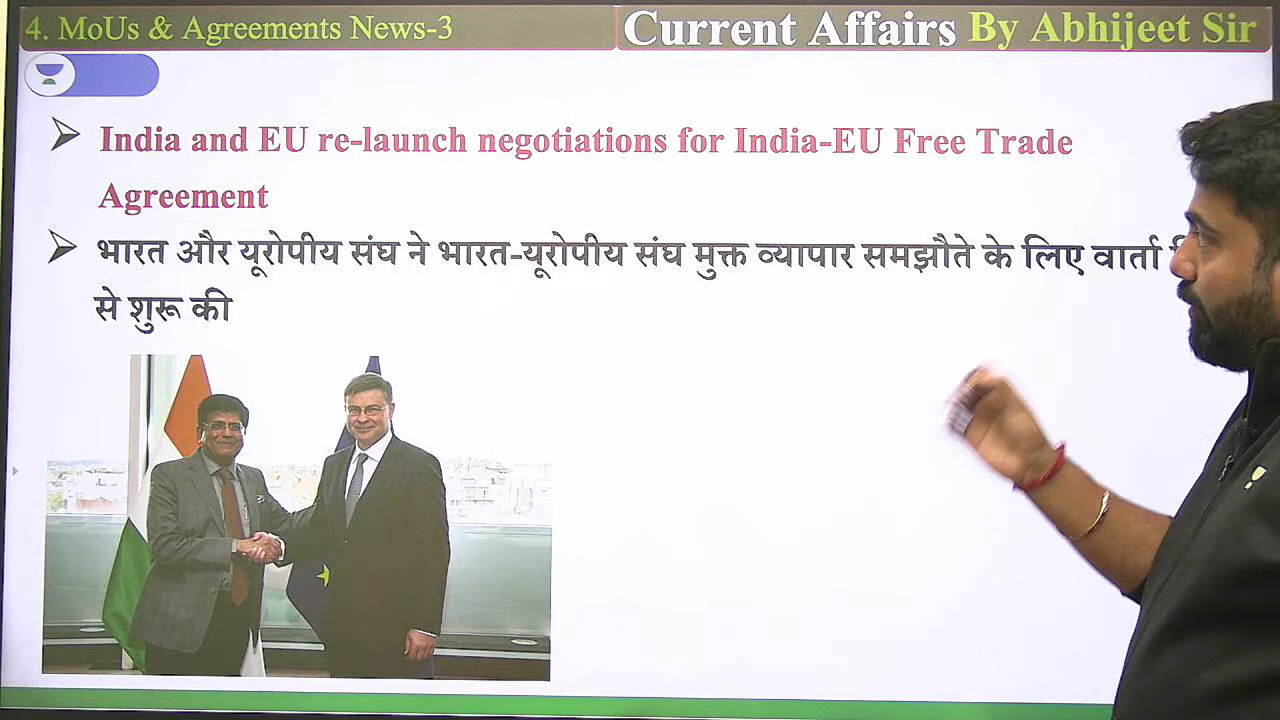 4. MoUs & Agreements News-3
Current Affairs By Abhijeet Sir
India and EU re-launch negotiations for India-EU Free Trade
Agreement
भारत और यूरोपीय संघ ने भारत-यूरोपीय संघ मुक्त व्यापार समझौते के लिए वार्ता
से शुरू की